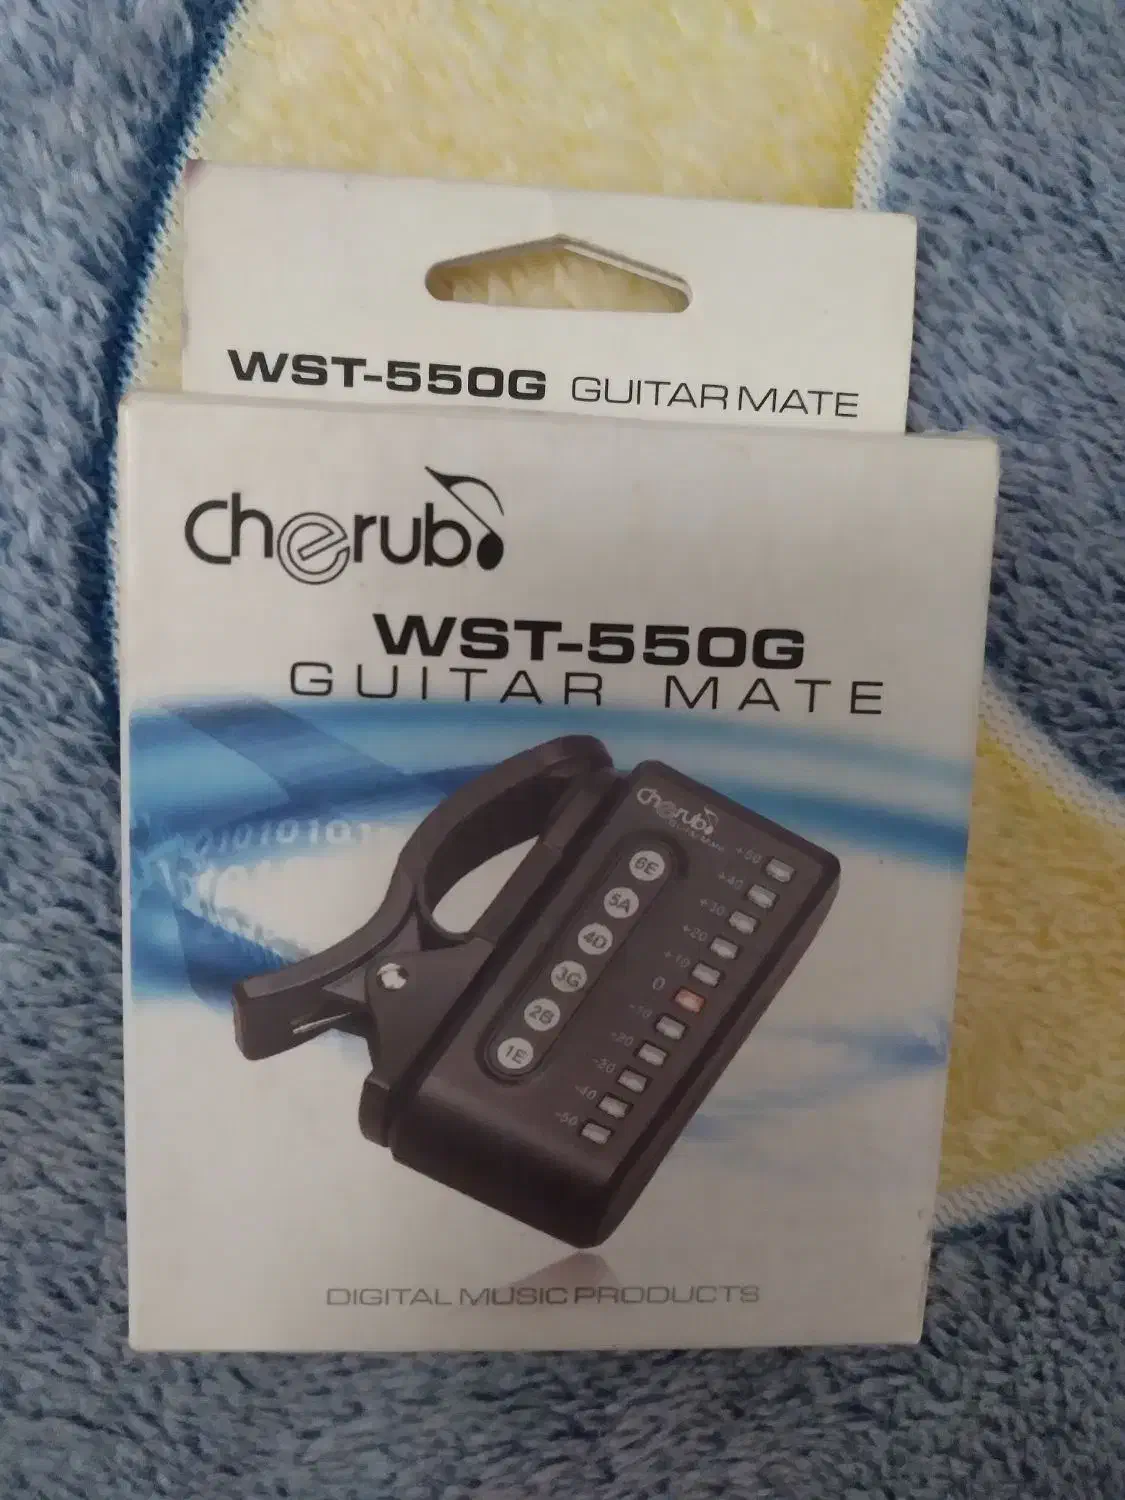 WST-550G GUITAR MATE
Cherub
WST-550G
GUITAR MATE
01010101
Cherub
6E
5A
4D
3G
2B
1E
+50
+40
+30
+20
+10
0
-10
-20
-30
-40
-50
DIGITAL MUSIC PRODUCTS